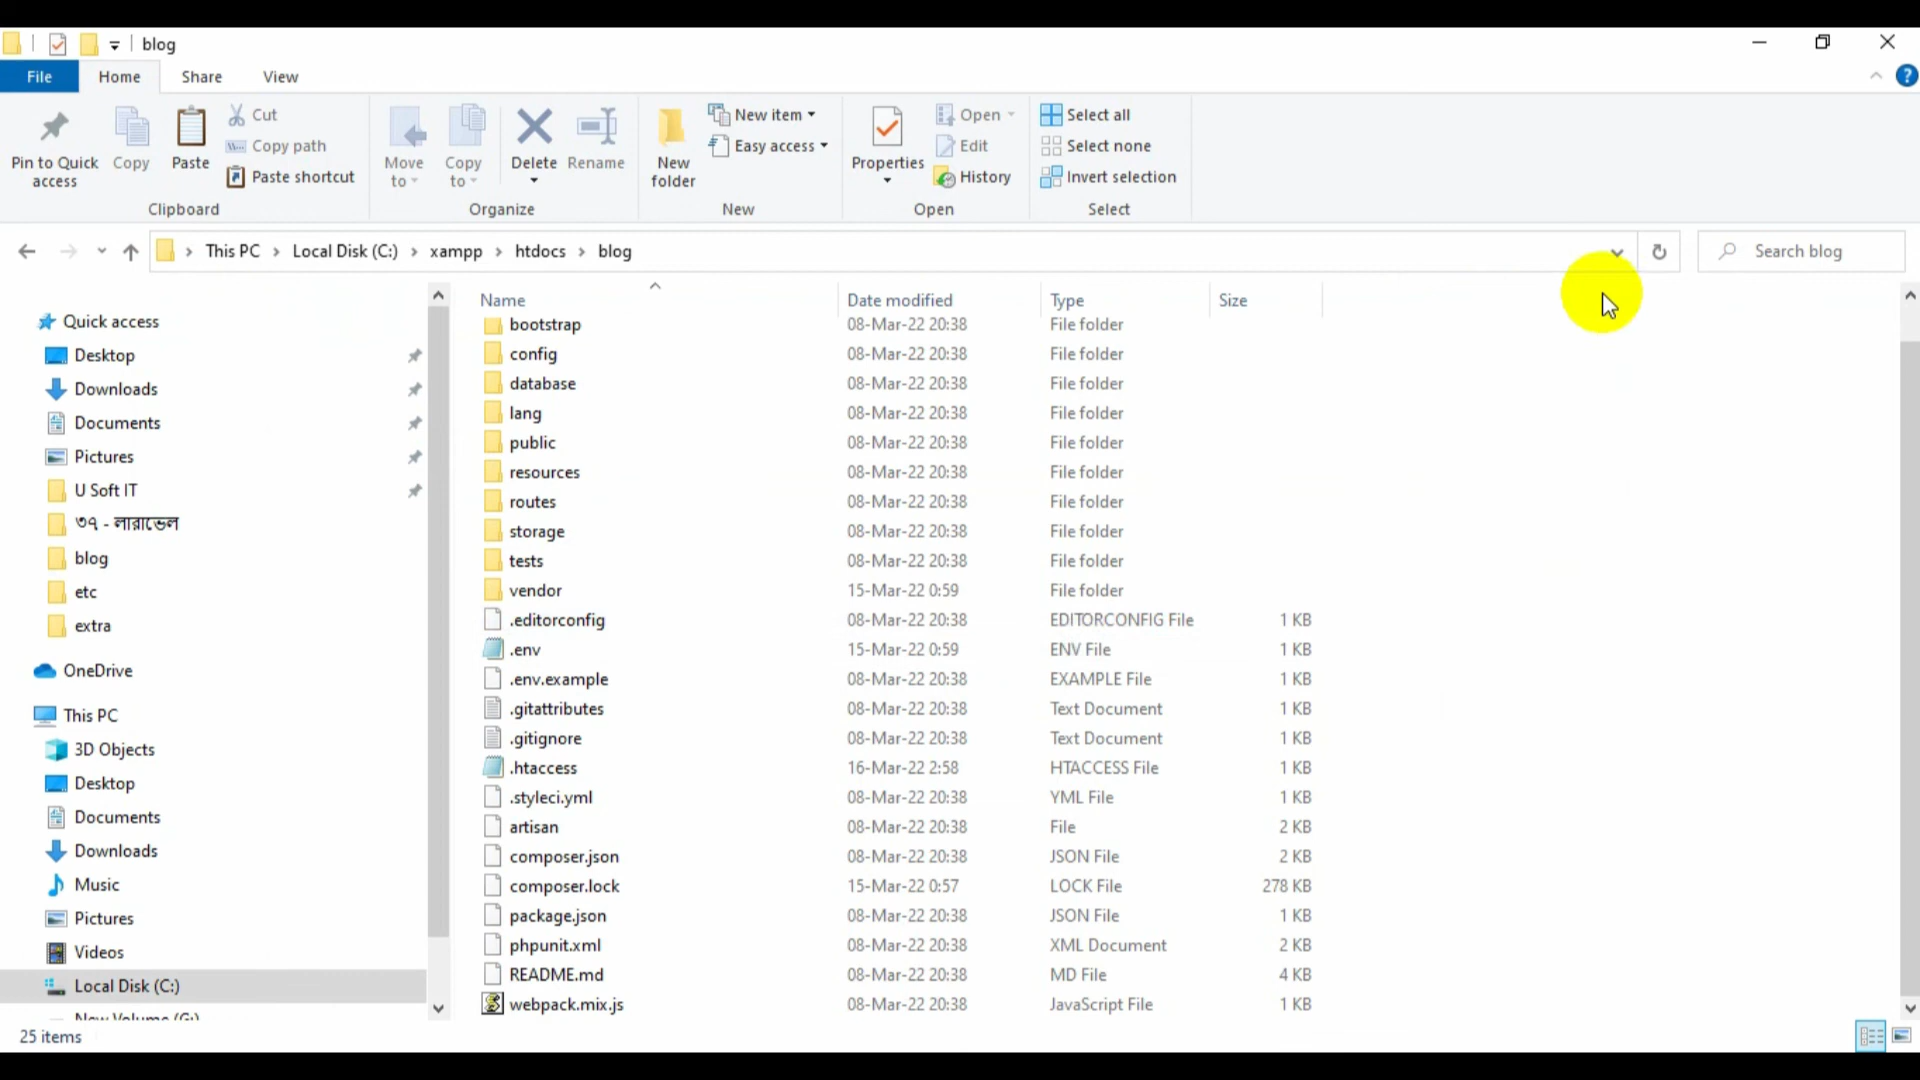 blog
File Home Share View
Pin to Quick access
Copy
Paste
Cut
Copy path
Paste shortcut
Clipboard
Move to
Copy to
Delete
Rename
Organize
New folder
New item
Easy access
New
Properties
Open
Edit
History
Open
Select all
Select none
Invert selection
Select
This PC > Local Disk (C:) > xampp > htdocs > blog
Search blog
Quick access
Desktop
Downloads
Documents
Pictures
U Soft IT
৩৭ - লারাভেল
blog
etc
extra
OneDrive
This PC
3D Objects
Desktop
Documents
Downloads
Music
Pictures
Videos
Local Disk (C:)
New Volume (G:)
Name Date modified Type Size
bootstrap 08-Mar-22 20:38 File folder
config 08-Mar-22 20:38 File folder
database 08-Mar-22 20:38 File folder
lang 08-Mar-22 20:38 File folder
public 08-Mar-22 20:38 File folder
resources 08-Mar-22 20:38 File folder
routes 08-Mar-22 20:38 File folder
storage 08-Mar-22 20:38 File folder
tests 08-Mar-22 20:38 File folder
vendor 15-Mar-22 0:59 File folder
.editorconfig 08-Mar-22 20:38 EDITORCONFIG File 1 KB
.env 15-Mar-22 0:59 ENV File 1 KB
.env.example 08-Mar-22 20:38 EXAMPLE File 1 KB
.gitattributes 08-Mar-22 20:38 Text Document 1 KB
.gitignore 08-Mar-22 20:38 Text Document 1 KB
.htaccess 16-Mar-22 2:58 HTACCESS File 1 KB
.styleci.yml 08-Mar-22 20:38 YML File 1 KB
artisan 08-Mar-22 20:38 File 2 KB
composer.json 08-Mar-22 20:38 JSON File 2 KB
composer.lock 15-Mar-22 0:57 LOCK File 278 KB
package.json 08-Mar-22 20:38 JSON File 1 KB
phpunit.xml 08-Mar-22 20:38 XML Document 2 KB
README.md 08-Mar-22 20:38 MD File 4 KB
webpack.mix.js 08-Mar-22 20:38 JavaScript File 1 KB
25 items